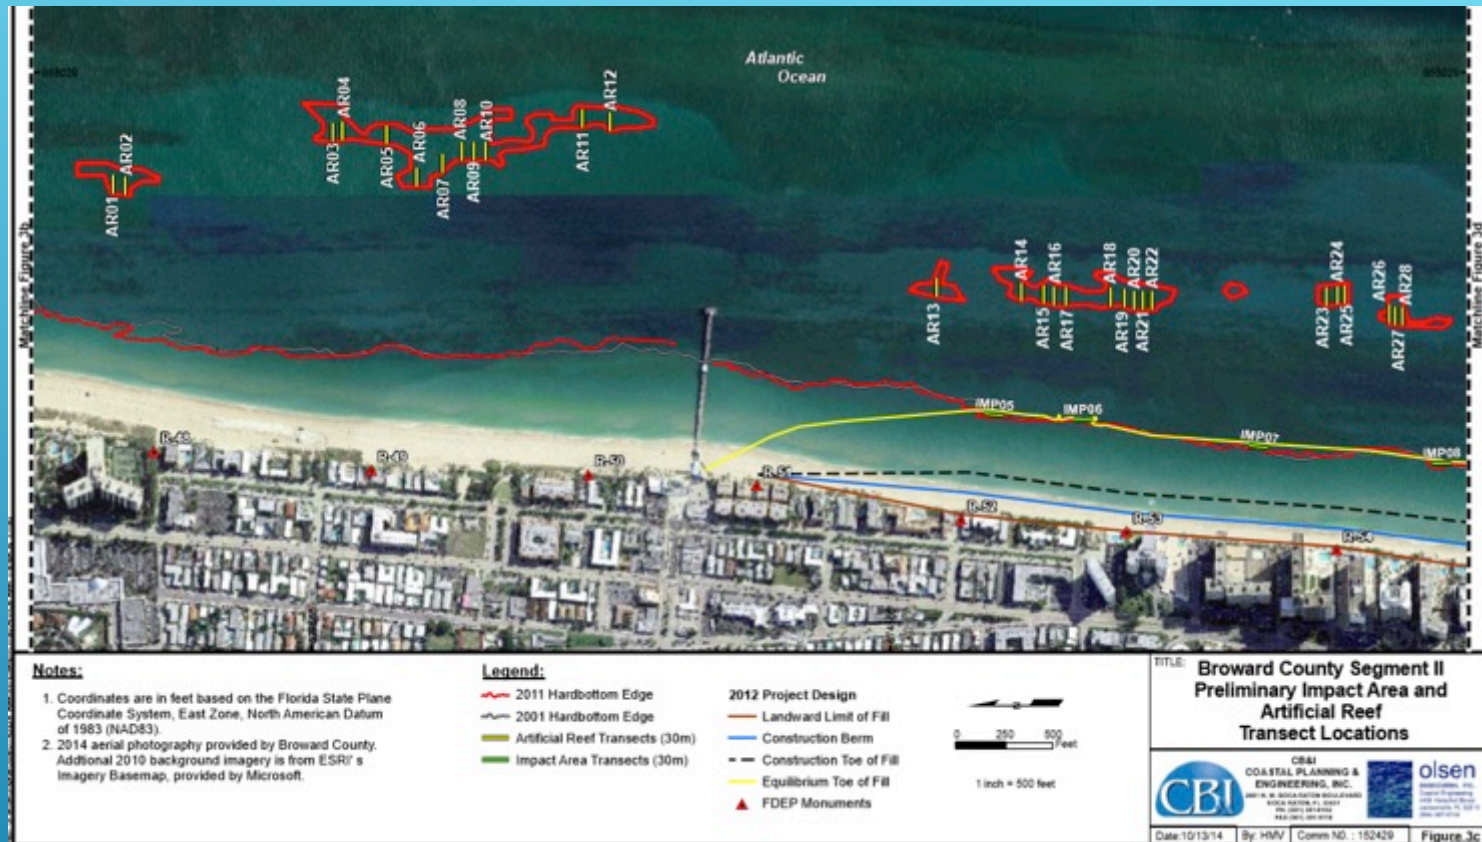 Atlantic
Ocean
Matchline Figure 3b
Matchline Figure 3d
AR01
AR02
AR03
AR04
AR05
AR06
AR07
AR08
AR09
AR10
AR11
AR12
AR13
AR14
AR15
AR16
AR17
AR18
AR19
AR20
AR21
AR22
AR23
AR24
AR25
AR26
AR27
AR28
IMP05
IMP06
IMP07
IMP08
R-48
R-49
R-50
R-51
R-52
R-53
R-54
Notes:
1. Coordinates are in feet based on the Florida State Plane
Coordinate System, East Zone, North American Datum
of 1983 (NAD83).
2. 2014 aerial photography provided by Broward County.
Addtional 2010 background imagery is from ESRI' s
Imagery Basemap, provided by Microsoft.
Legend:
2011 Hardbottom Edge
2001 Hardbottom Edge
Artificial Reef Transects (30m)
Impact Area Transects (30m)
2012 Project Design
Landward Limit of Fill
Construction Berm
Construction Toe of Fill
Equilibrium Toe of Fill
FDEP Monuments
0 250 500
Feet
1 inch = 500 feet
TITLE: Broward County Segment II
Preliminary Impact Area and
Artificial Reef
Transect Locations
CBI
CB&I
COASTAL PLANNING &
ENGINEERING, INC.
olsen
Date:10/13/14 By: HMV Comm NO. : 152429 Figure 3c